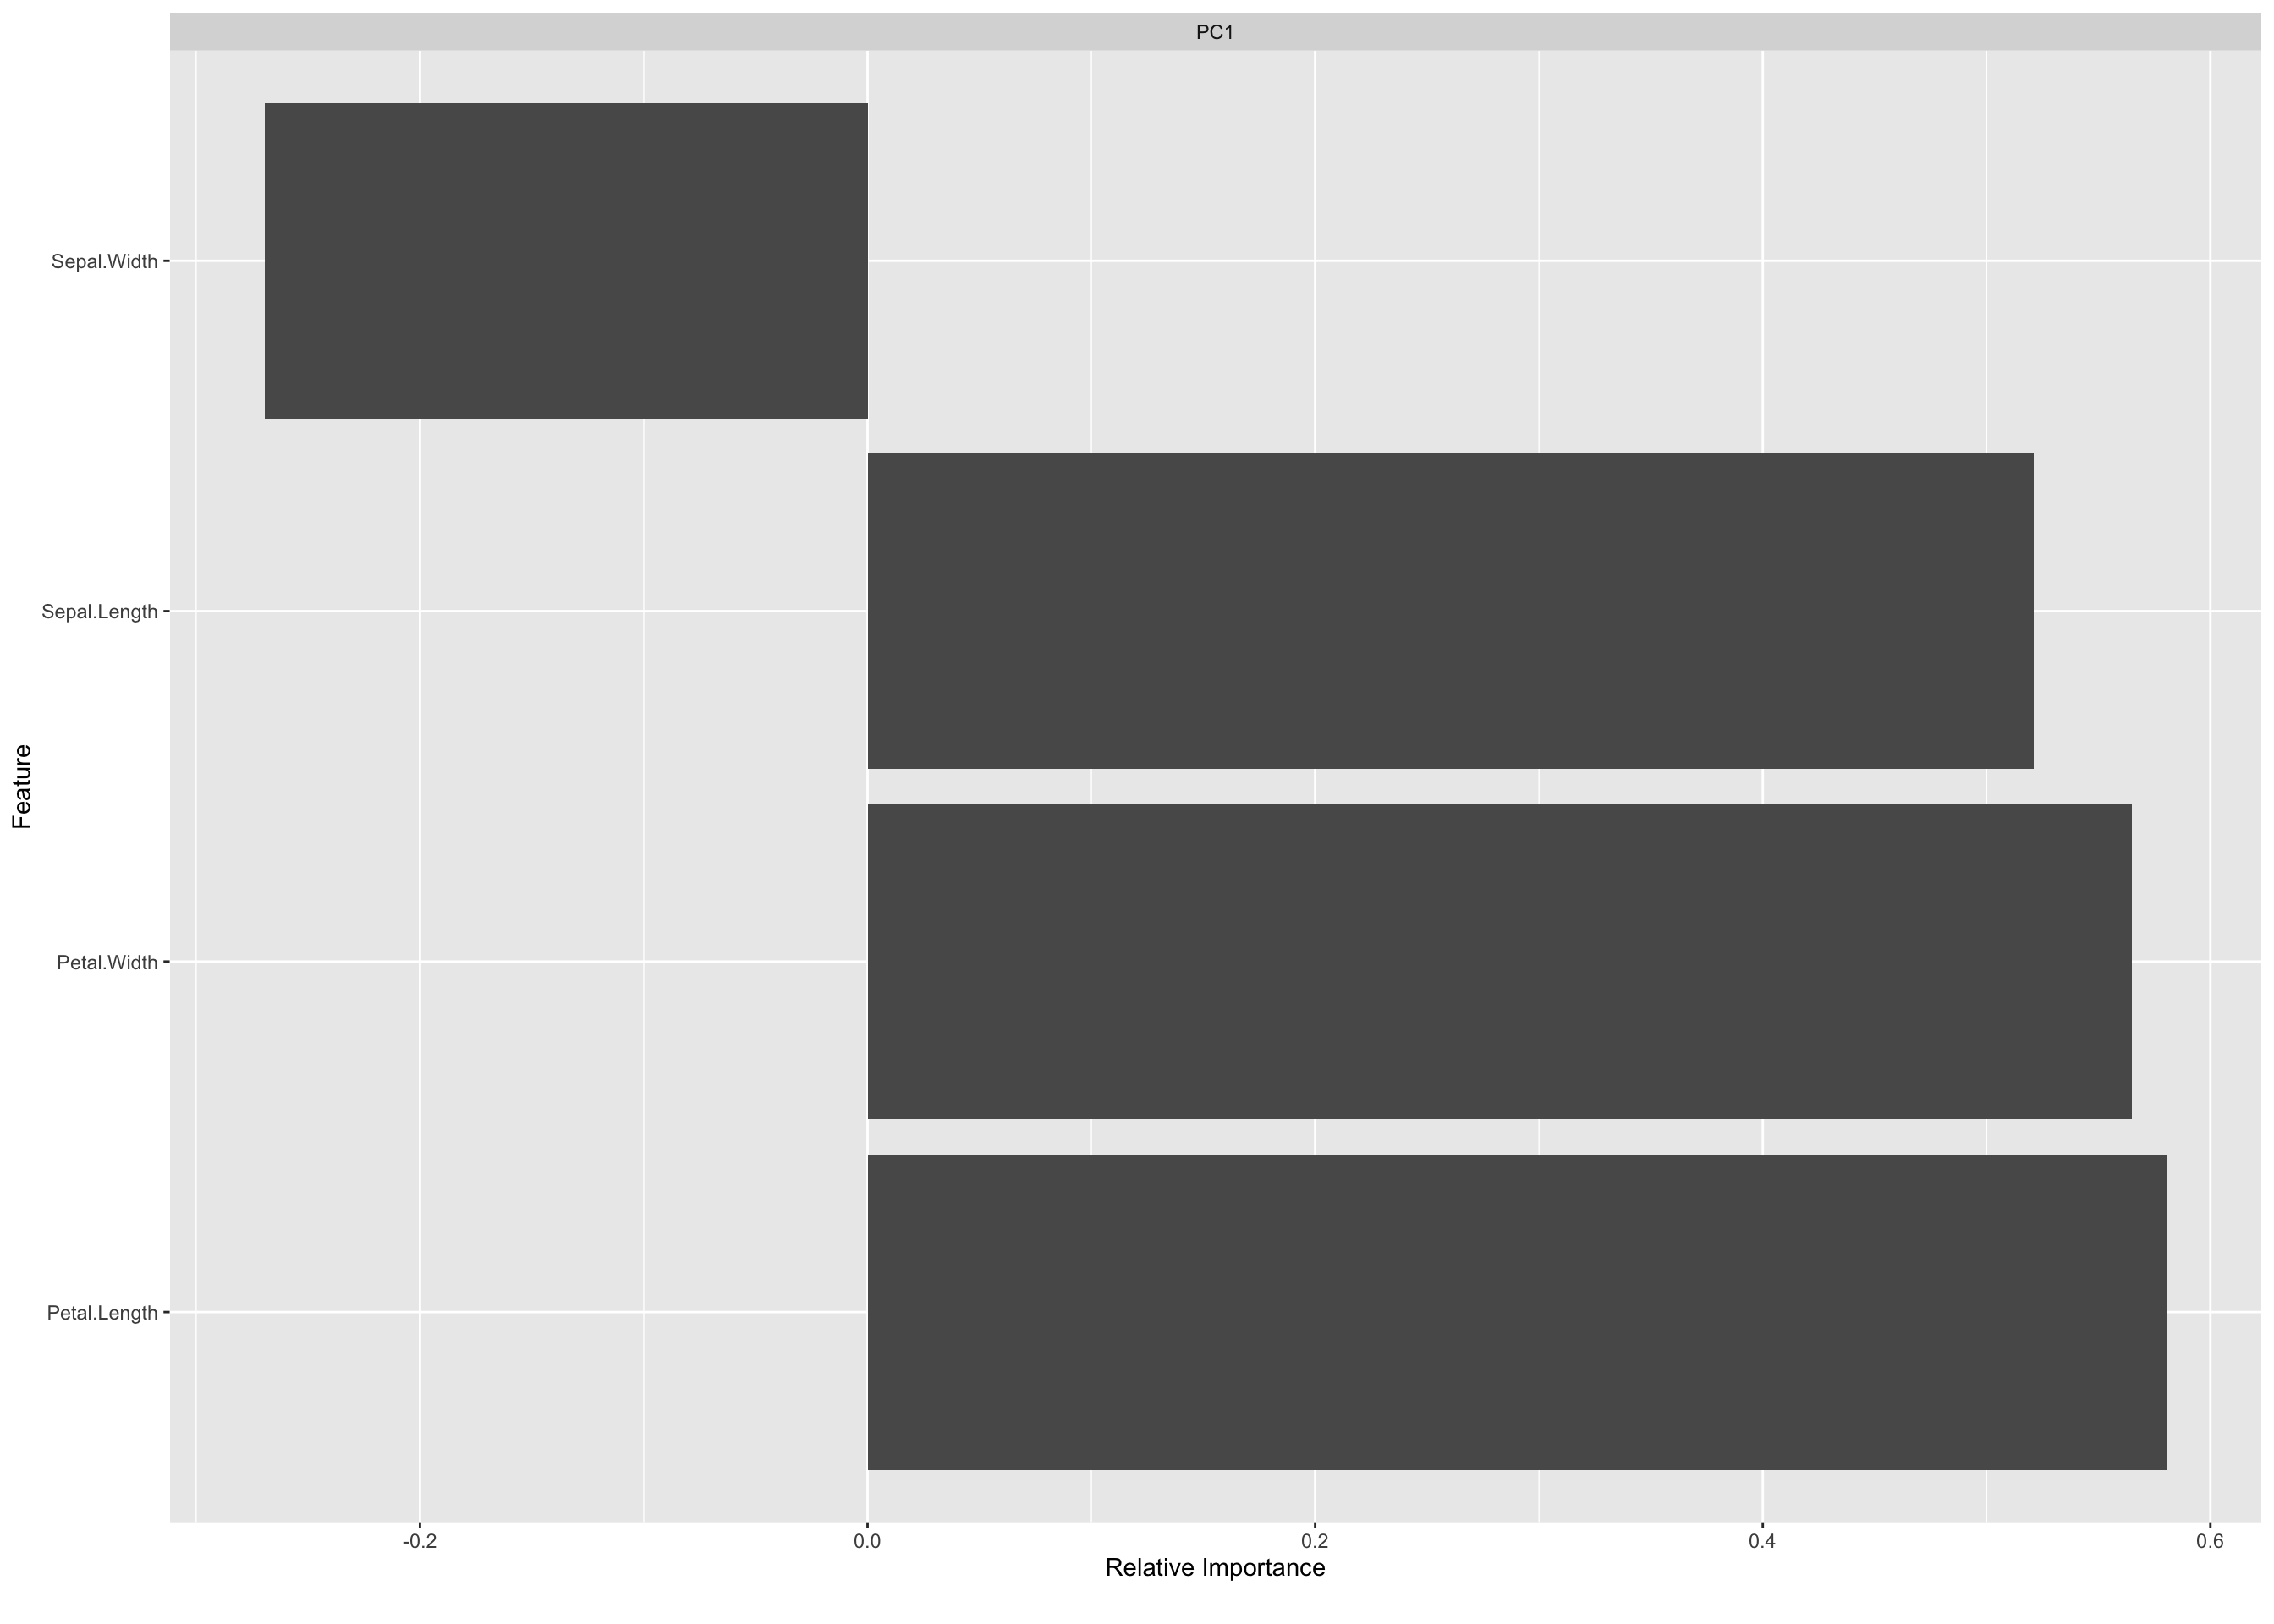 PC1
Sepal.Width
Sepal.Length
Petal.Width
Petal.Length
Feature
-0.2
0.0
0.2
0.4
0.6
Relative Importance